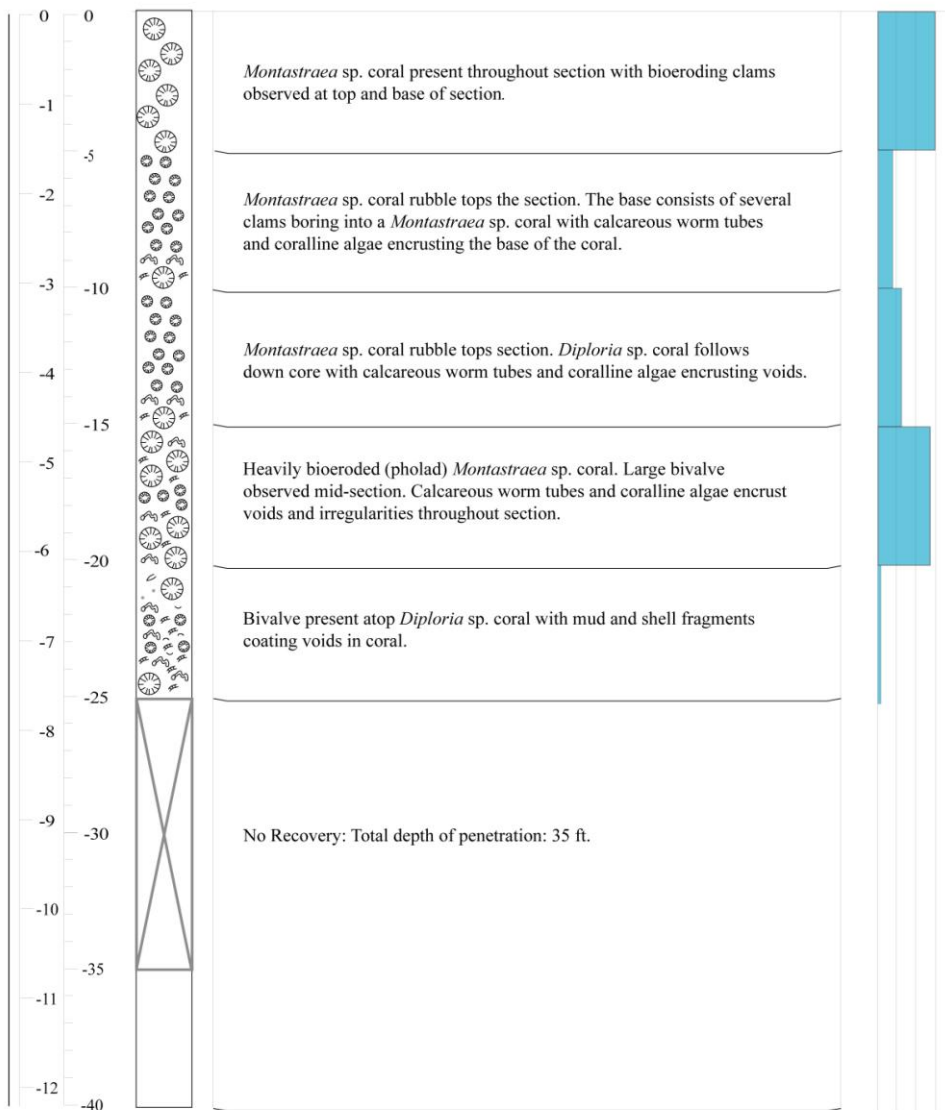 0
0
-1
-5
-2
-3
-10
-4
-15
-5
-6
-20
-7
-25
-8
-9
-30
-10
-35
-11
-12
-40
Montastraea sp. coral present throughout section with bioeroding clams
observed at top and base of section.
Montastraea sp. coral rubble tops the section. The base consists of several
clams boring into a Montastraea sp. coral with calcareous worm tubes
and coralline algae encrusting the base of the coral.
Montastraea sp. coral rubble tops section. Diploria sp. coral follows
down core with calcareous worm tubes and coralline algae encrusting voids.
Heavily bioeroded (pholad) Montastraea sp. coral. Large bivalve
observed mid-section. Calcareous worm tubes and coralline algae encrust
voids and irregularities throughout section.
Bivalve present atop Diploria sp. coral with mud and shell fragments
coating voids in coral.
No Recovery: Total depth of penetration: 35 ft.